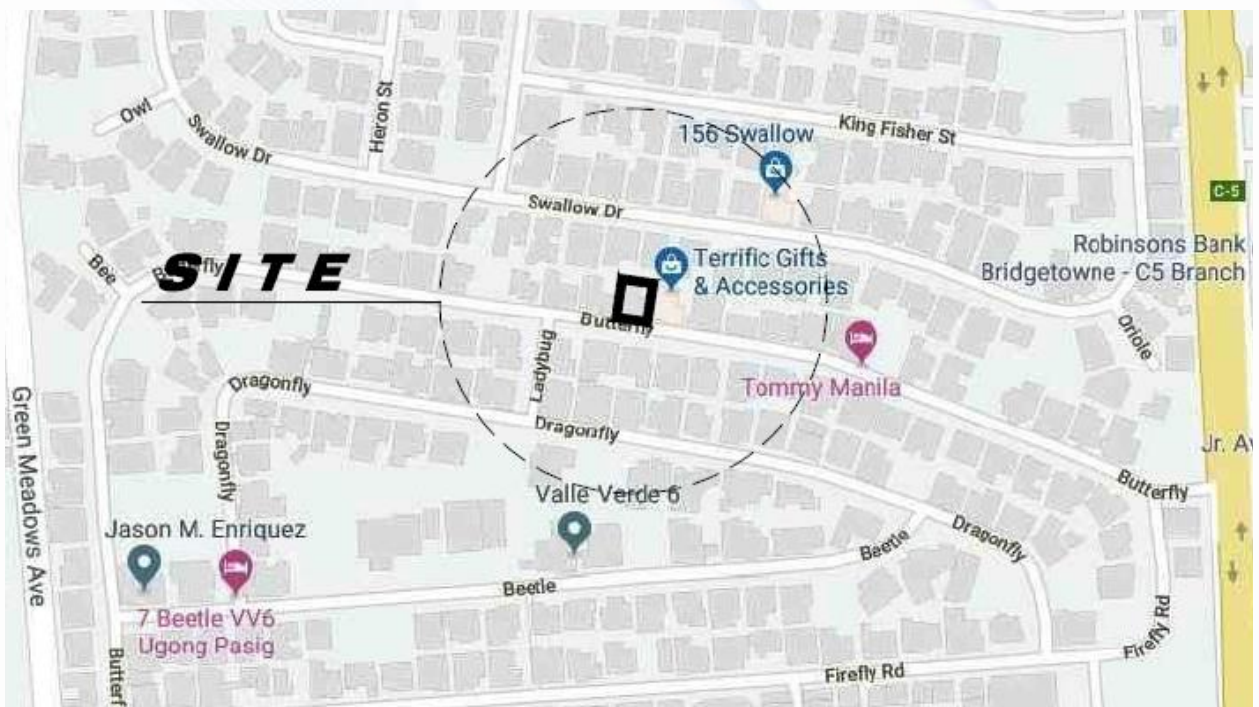 Owl
Swallow Dr
Heron St
King Fisher St
156 Swallow
C-5
Swallow Dr
Robinsons Bank
Bridgetowne - C5 Branch
Bee
SITE
Terrific Gifts
& Accessories
Butterfly
Oriole
Ladybug
Tommy Manila
Dragonfly
Green Meadows Ave
Dragonfly
Dragonfly
Jr. Av
Butterfly
Valle Verde 6
Jason M. Enriquez
Dragonfly
Beetle
Beetle
7 Beetle VV6
Ugong Pasig
Firefly Rd
Firefly Rd
Butterf